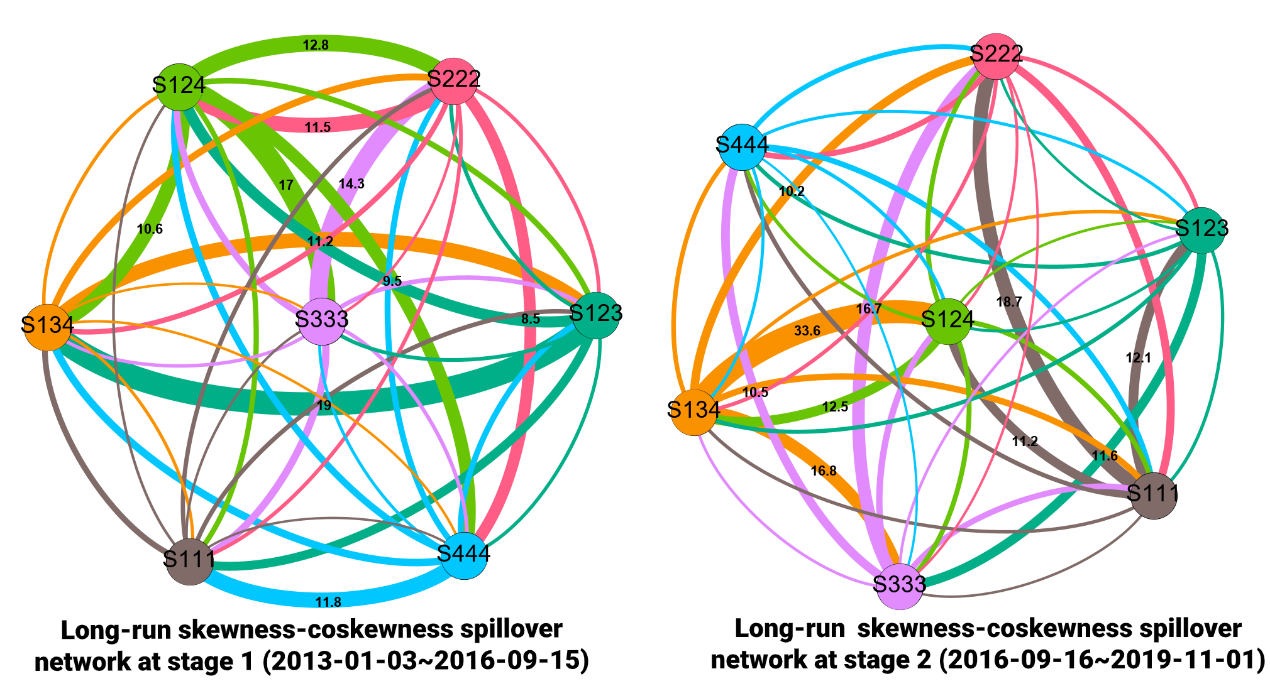 12.8
S124
S222
11.5
17
14.3
10.6
11.2
9.5
S134
S333
S123
8.5
19
S111
S444
11.8
Long-run skewness-coskewness spillover
network at stage 1 (2013-01-03~2016-09-15)
S222
S444
10.2
S123
16.7
18.7
S124
33.6
12.1
10.5
S134
12.5
11.2
11.6
16.8
S111
S333
Long-run skewness-coskewness spillover
network at stage 2 (2016-09-16~2019-11-01)